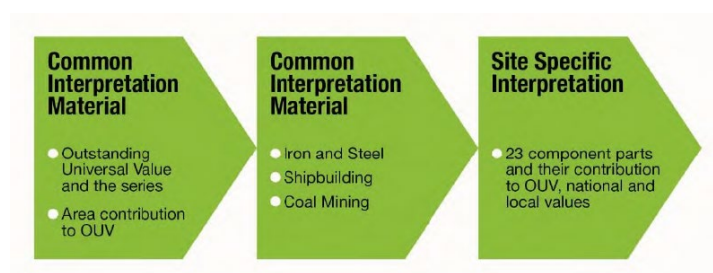 Common
Interpretation
Material
Outstanding
Universal Value
and the series
Area contribution
to OUV
Common
Interpretation
Material
Iron and Steel
Shipbuilding
Coal Mining
Site Specific
Interpretation
23 component parts
and their contribution
to OUV, national and
local values